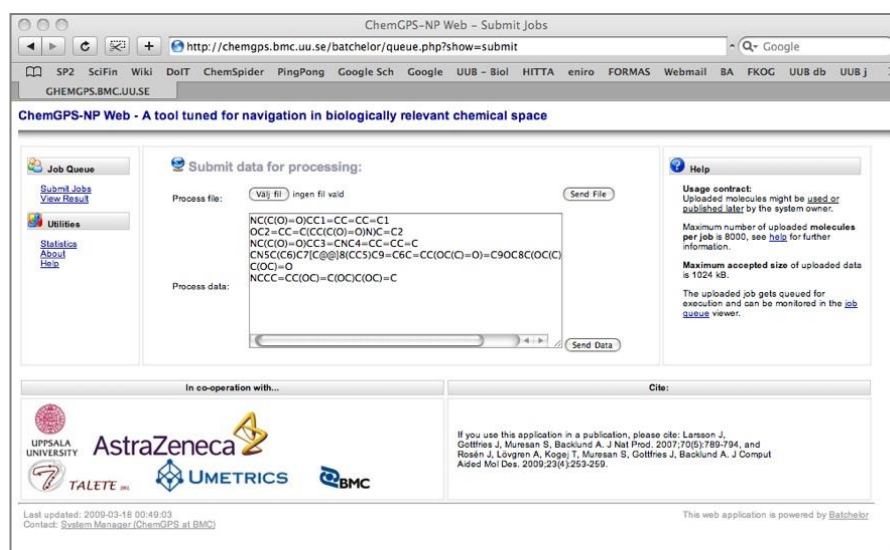 ChemGPS-NP Web – Submit Jobs
http://chemgps.bmc.uu.se/batchelor/queue.php?show=submit
Google
SP2 SciFin Wiki DoIT ChemSpider PingPong Google Sch Google UUB – Biol HITTA eniro FORMAS Webmail BA FKOG UUB db UUB j
GHEMGPS.BMC.UU.SE
ChemGPS-NP Web - A tool tuned for navigation in biologically relevant chemical space
Job Queue
Submit Jobs
View Result
Utilities
Statistics
About
Help
Submit data for processing:
Process file:
Välj fil
ingen fil vald
Send File
Process data:
NC(C(O)=O)CC1=CC=CC=C1
OC2=CC=C(CC(C(O)=O)N)C=C2
NC(C(O)=O)CC3=CNC4=CC=CC=C
CN5C(C6)C7[C@@]8(CC5)C9=C6C=CC(OC(C)=O)=C9OC8C(OC(C)
C(OC)=O
NCCC=CC(OC)=C(OC)C(OC)=C
Send Data
Help
Usage contract:
Uploaded molecules might be used or
published later by the system owner.
Maximum number of uploaded molecules
per job is 8000, see help for further
information.
Maximum accepted size of uploaded data
is 1024 kB.
The uploaded job gets queued for
execution and can be monitored in the job
queue viewer.
In co-operation with...
UPPSALA
UNIVERSITY
AstraZeneca
TALETE SRL
UMETRICS
BMC
Cite:
If you use this application in a publication, please cite: Larsson J,
Gottfries J, Muresan S, Backlund A. J Nat Prod. 2007;70(5):789-794, and
Rosén J, Lövgren A, Kogej T, Muresan S, Gottfries J, Backlund A. J Comput
Aided Mol Des. 2009;23(4):253-259.
Last updated: 2009-03-18 00:49:03
Contact: System Manager (ChemGPS at BMC)
This web application is powered by Batchelor